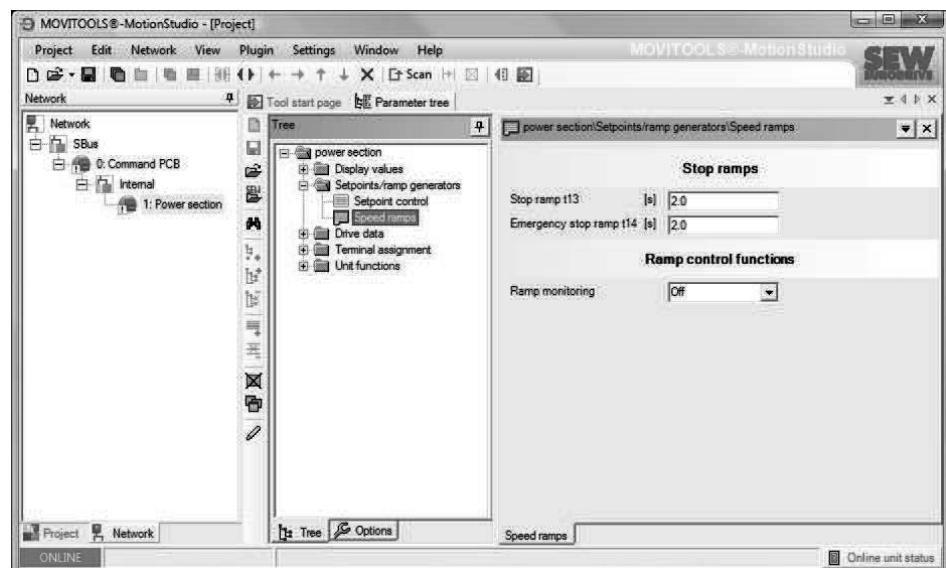 MOVITOOLS®-MotionStudio - [Project]
Project Edit Network View Plugin Settings Window Help
MOVITOOLS®-MotionStudio
SEW
EURODRIVE
Scan
Network
Tool start page Parameter tree
Network
SBus
0: Command PCB
Internal
1: Power section
Tree
power section
Display values
Setpoints/ramp generators
Setpoint control
Speed ramps
Drive data
Terminal assignment
Unit functions
power section\Setpoints/ramp generators\Speed ramps
Stop ramps
Stop ramp t13 [s] 2.0
Emergency stop ramp t14 [s] 2.0
Ramp control functions
Ramp monitoring Off
Project Network
Tree Options
Speed ramps
ONLINE
Online unit status